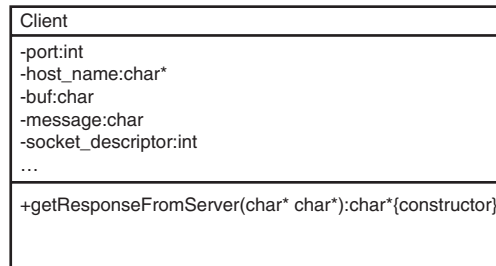 Client
-port:int
-host_name:char*
-buf:char
-message:char
-socket_descriptor:int
…
+getResponseFromServer(char* char*):char*{constructor}